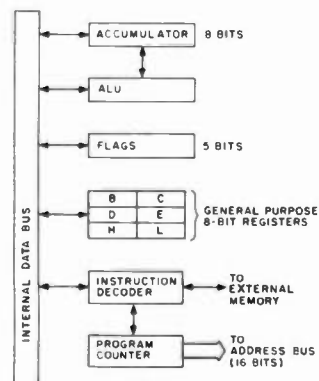 ACCUMULATOR 8 BITS
ALU
FLAGS 5 BITS
B C
D E
H L
GENERAL PURPOSE
8-BIT REGISTERS
INTERNAL DATA BUS
INSTRUCTION
DECODER
TO
EXTERNAL
MEMORY
PROGRAM
COUNTER
TO
ADDRESS BUS
(16 BITS)